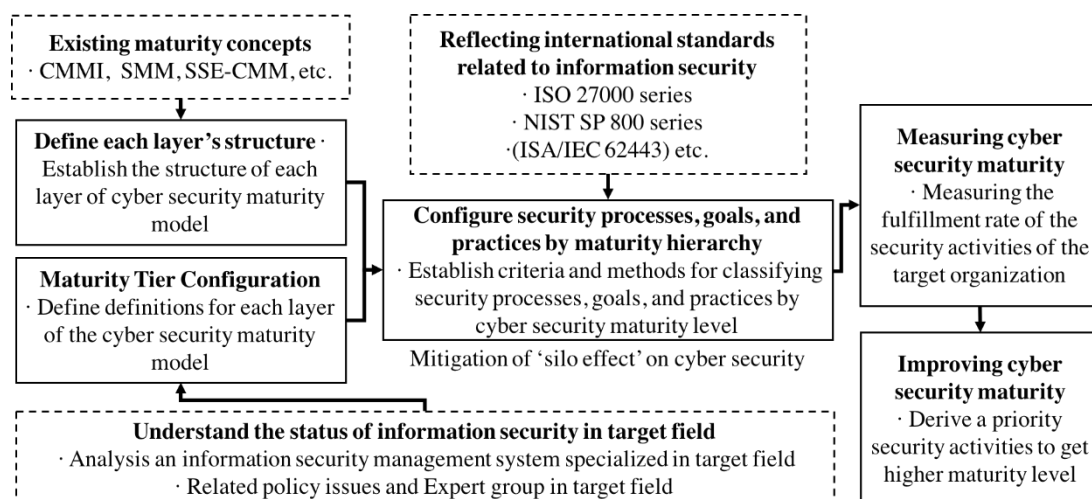 Existing maturity concepts
· CMMI, SMM, SSE-CMM, etc.
Define each layer's structure ·
Establish the structure of each
layer of cyber security maturity
model
Maturity Tier Configuration
· Define definitions for each layer
of the cyber security maturity
model
Reflecting international standards
related to information security
· ISO 27000 series
· NIST SP 800 series
·(ISA/IEC 62443) etc.
Configure security processes, goals, and
practices by maturity hierarchy
· Establish criteria and methods for classifying
security processes, goals, and practices by
cyber security maturity level
Mitigation of 'silo effect' on cyber security
Measuring cyber
security maturity
· Measuring the
fulfillment rate of the
security activities of the
target organization
Improving cyber
security maturity
· Derive a priority
security activities to get
higher maturity level
Understand the status of information security in target field
· Analysis an information security management system specialized in target field
· Related policy issues and Expert group in target field